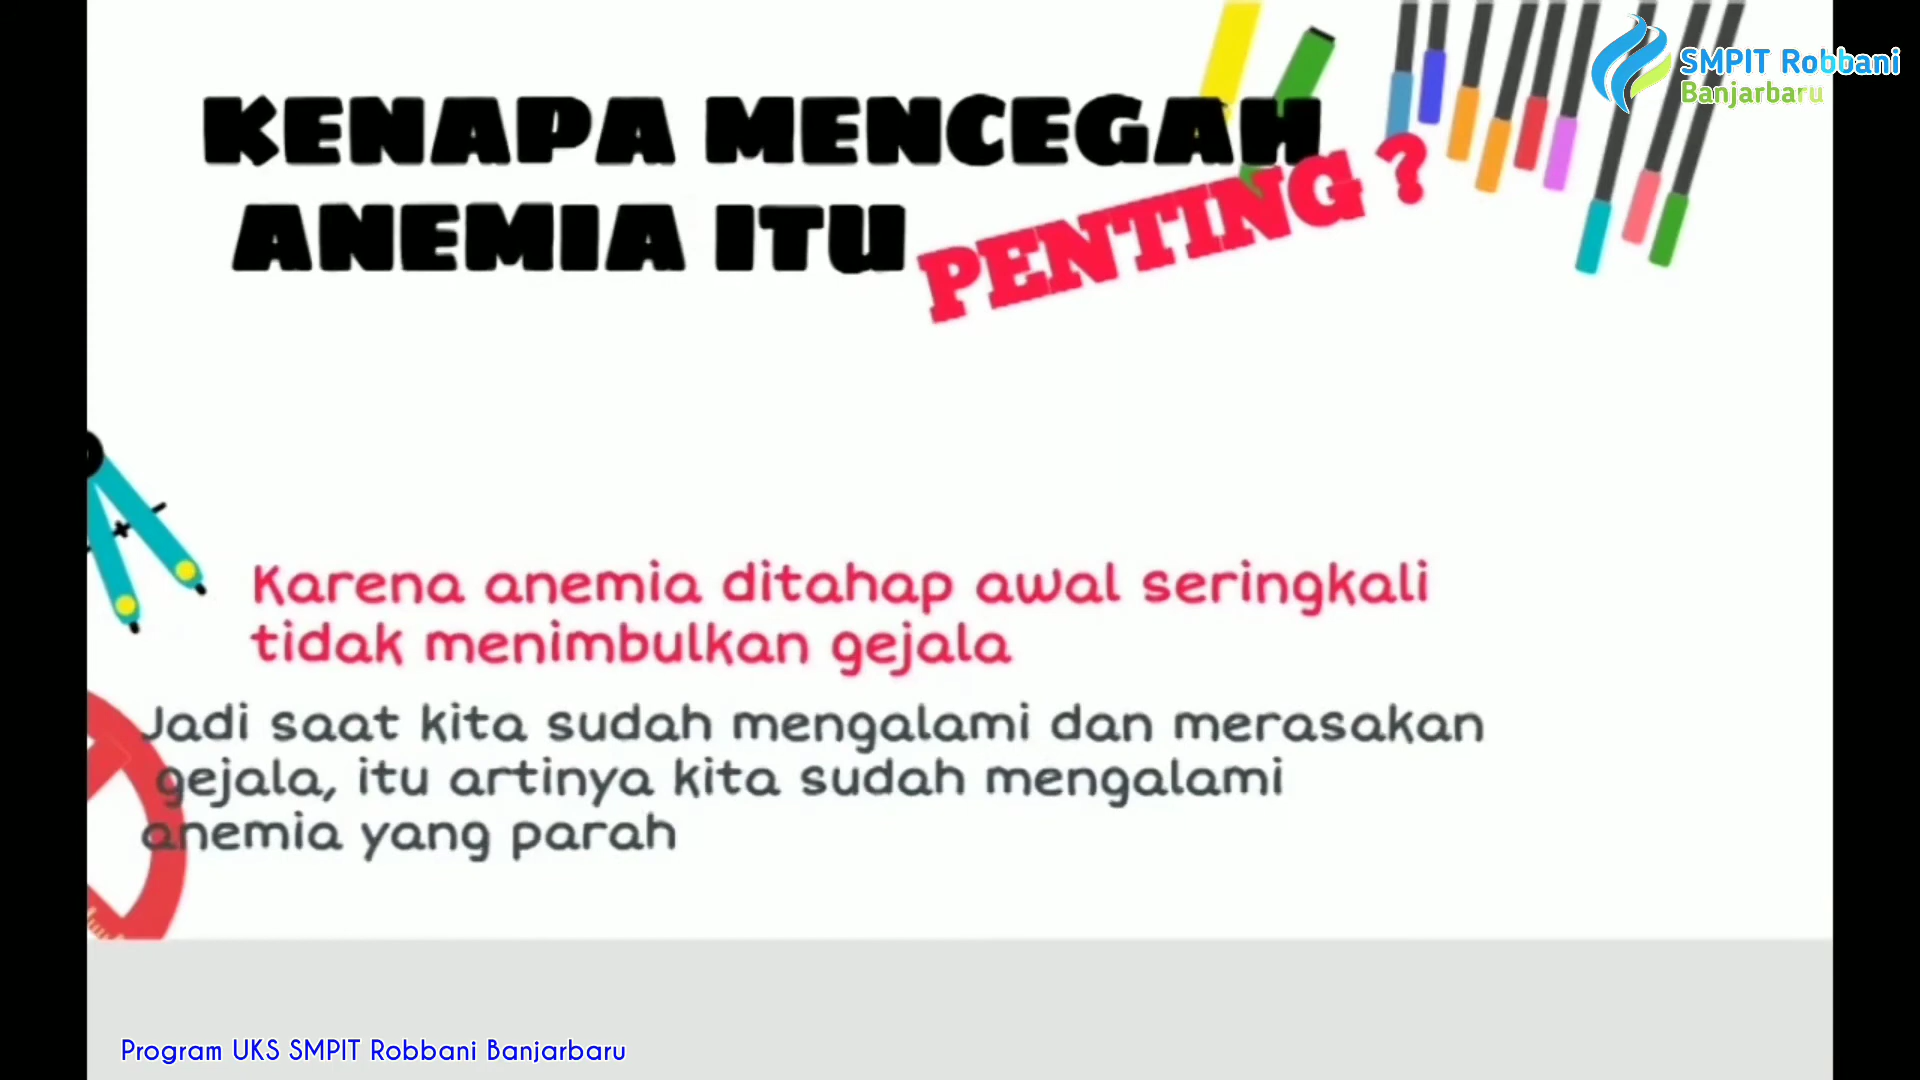 SMPIT Robbani
Banjarbaru
KENAPA MENCEGAH
ANEMIA ITU PENTING ?
Karena anemia ditahap awal seringkali
tidak menimbulkan gejala
Jadi saat kita sudah mengalami dan merasakan
gejala, itu artinya kita sudah mengalami
anemia yang parah
Program UKS SMPIT Robbani Banjarbaru